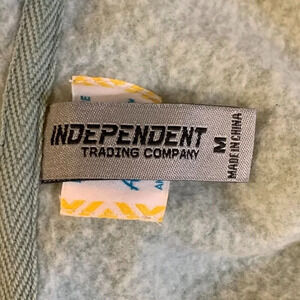 INDEPENDENT
TRADING COMPANY
M
MADE IN CHINA